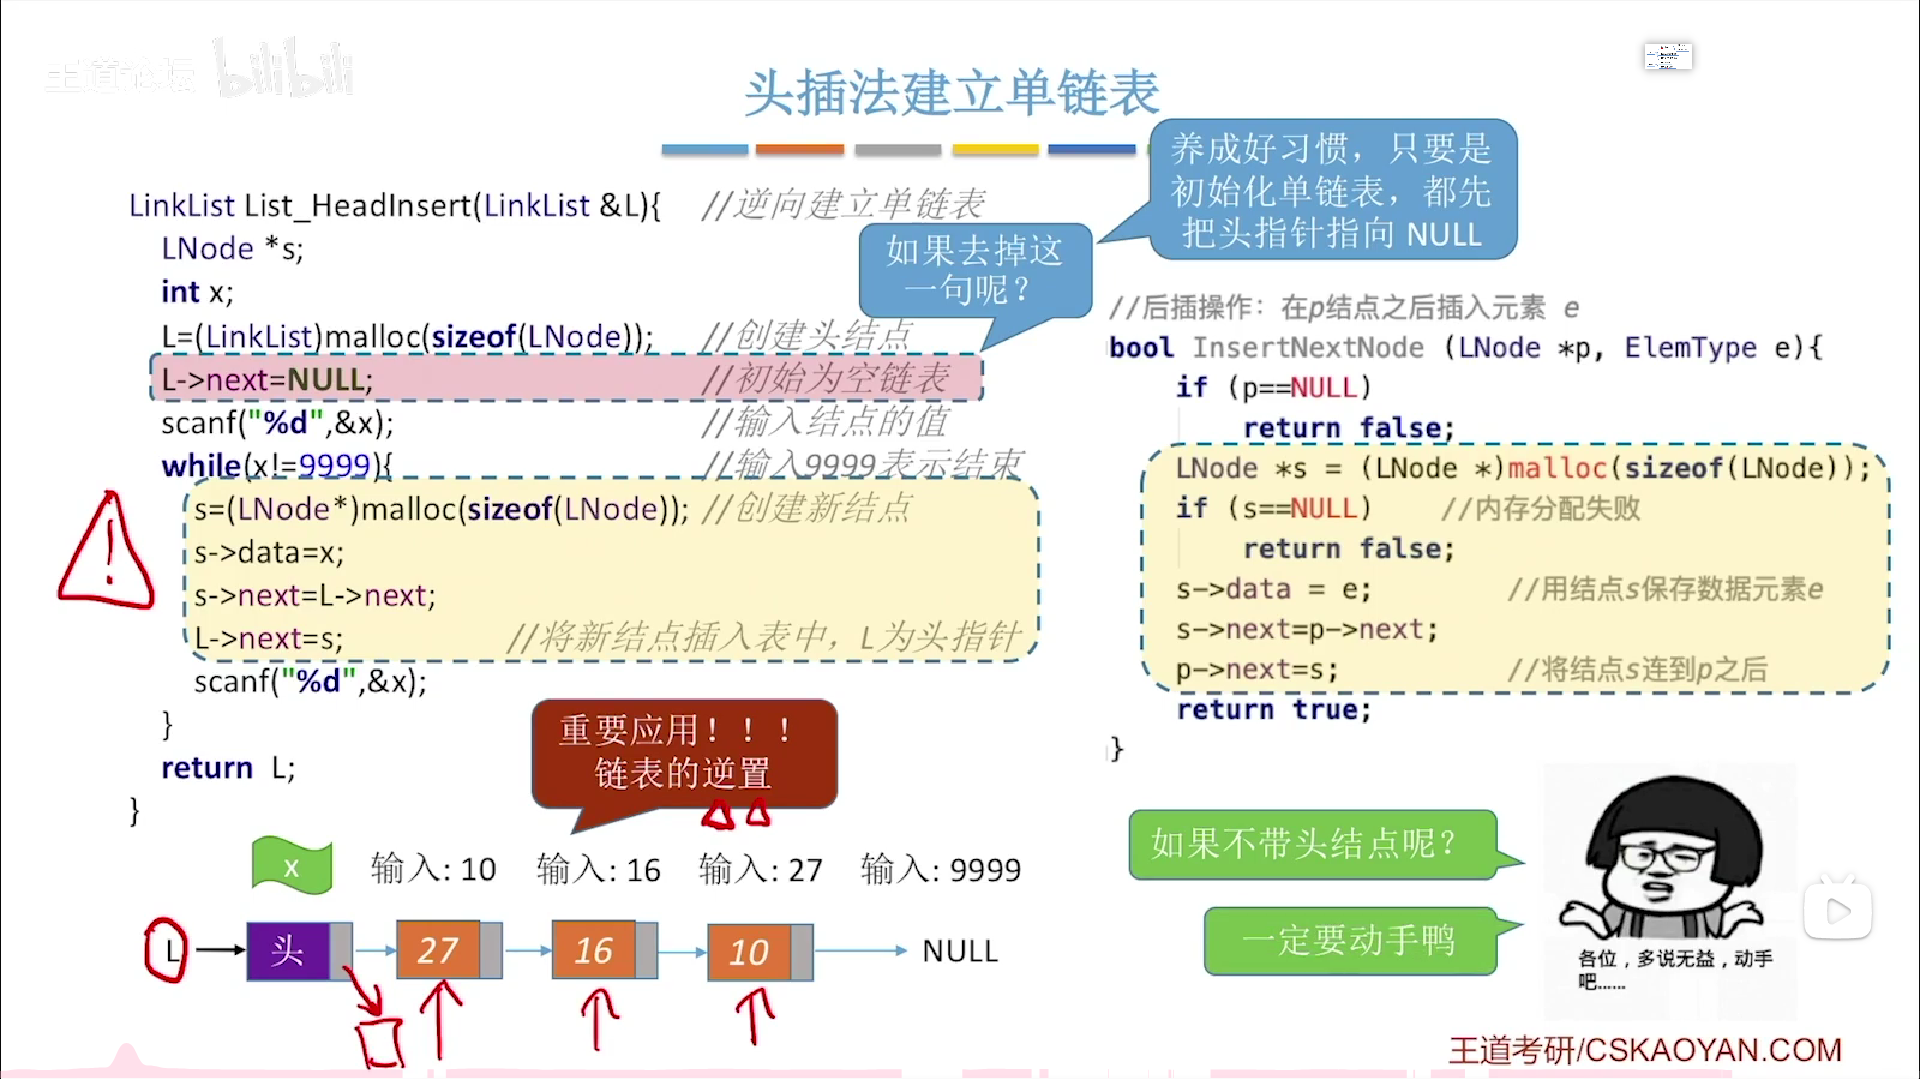 王道论坛 bilibili
头插法建立单链表
养成好习惯，只要是
初始化单链表，都先
把头指针指向 NULL
如果去掉这
一句呢？
LinkList List_HeadInsert(LinkList &L){ //逆向建立单链表
LNode *s;
int x;
L=(LinkList)malloc(sizeof(LNode)); //创建头结点
L->next=NULL; //初始为空链表
scanf("%d",&x); //输入结点的值
while(x!=9999){ //输入9999表示结束
s=(LNode*)malloc(sizeof(LNode)); //创建新结点
s->data=x;
s->next=L->next;
L->next=s; //将新结点插入表中，L为头指针
scanf("%d",&x);
}
return L;
}
//后插操作：在p结点之后插入元素 e
bool InsertNextNode (LNode *p, ElemType e){
if (p==NULL)
return false;
LNode *s = (LNode *)malloc(sizeof(LNode));
if (s==NULL) //内存分配失败
return false;
s->data = e; //用结点s保存数据元素e
s->next=p->next;
p->next=s; //将结点s连到p之后
return true;
}
重要应用！！！
链表的逆置
x 输入: 10 输入: 16 输入: 27 输入: 9999
L 头 27 16 10 NULL
如果不带头结点呢？
一定要动手鸭
各位，多说无益，动手
吧......
王道考研/CSKAOYAN.COM